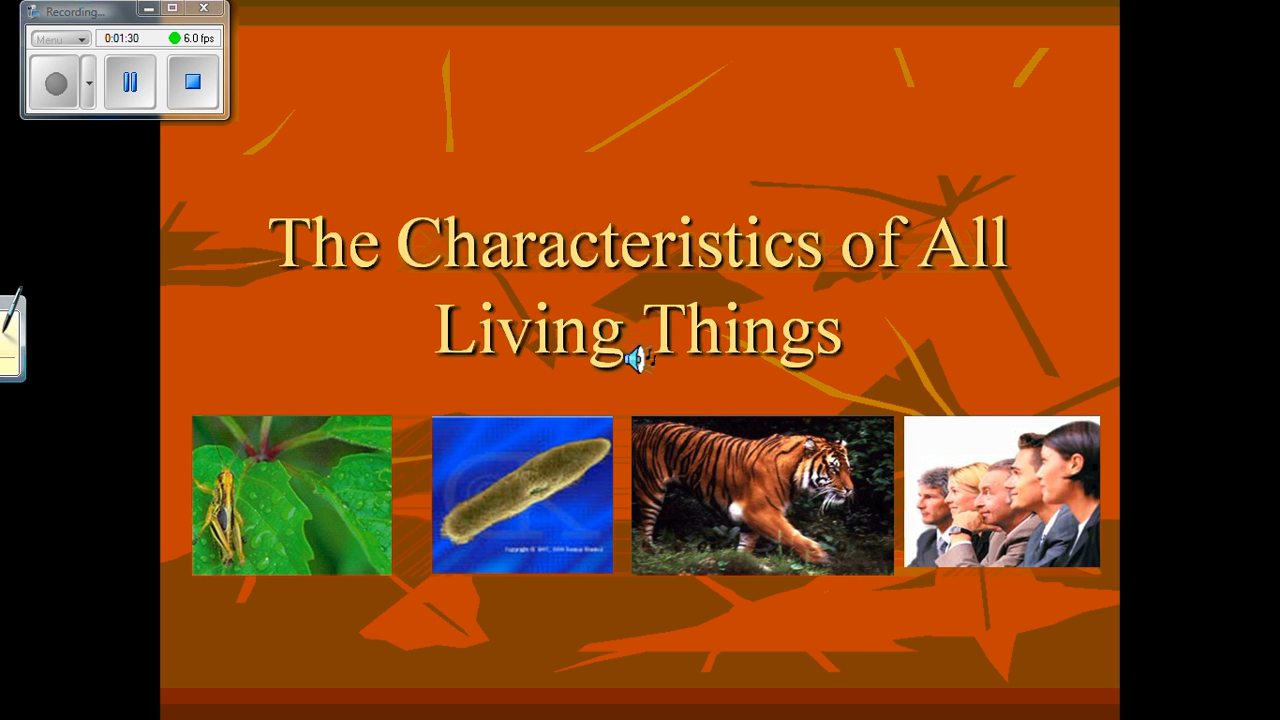 Recording...
Menu
0:01:30
6.0 fps
The Characteristics of All
Living Things